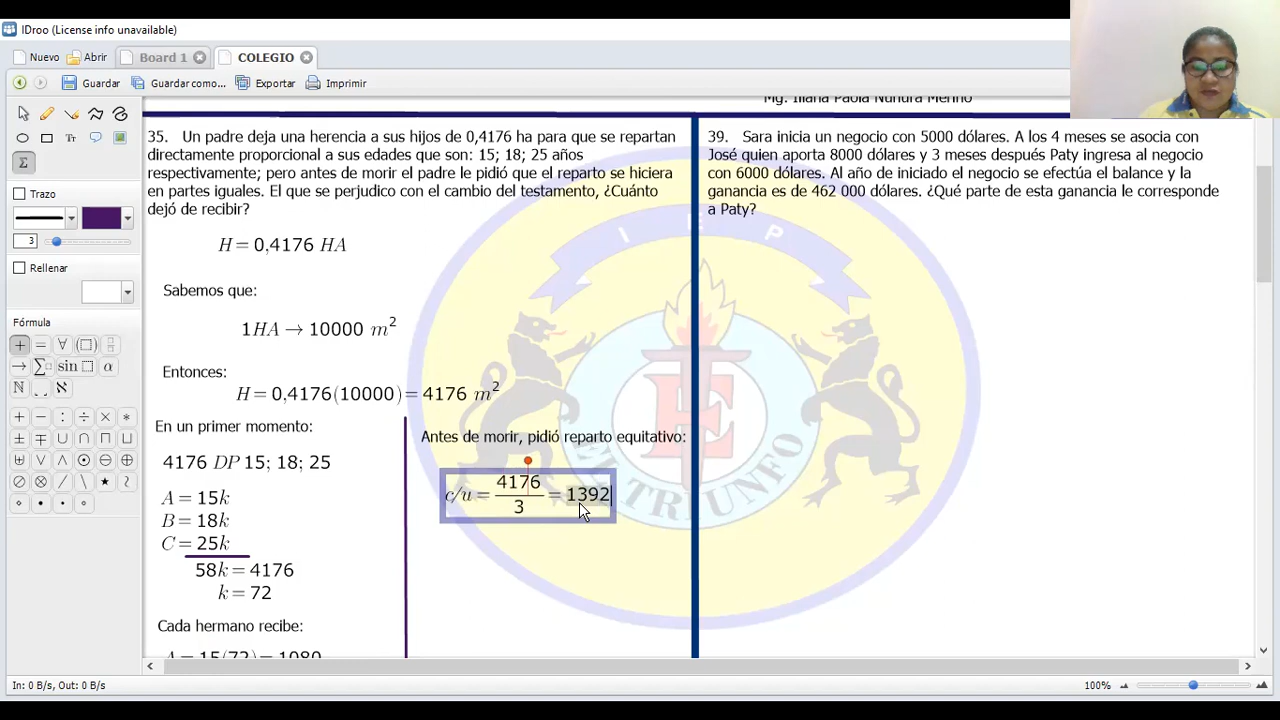 IDroo (License info unavailable)
Nuevo Abrir Board 1 COLEGIO
Guardar Guardar como... Exportar Imprimir
Trazo
3
Rellenar
Fórmula
35. Un padre deja una herencia a sus hijos de 0,4176 ha para que se repartan
directamente proporcional a sus edades que son: 15; 18; 25 años
respectivamente; pero antes de morir el padre le pidió que el reparto se hiciera
en partes iguales. El que se perjudico con el cambio del testamento, ¿Cuánto
dejó de recibir?
H = 0,4176 HA
Sabemos que:
1HA → 10000 m²
Entonces:
H = 0,4176(10000) = 4176 m²
En un primer momento:
4176 DP 15; 18; 25
A = 15k
B = 18k
C = 25k
58k = 4176
k = 72
Cada hermano recibe:
A = 15(72) = 1080
Antes de morir, pidió reparto equitativo:
c/u = 4176/3 = 1392
Mg. Iliana Paola Nunura Merino
39. Sara inicia un negocio con 5000 dólares. A los 4 meses se asocia con
José quien aporta 8000 dólares y 3 meses después Paty ingresa al negocio
con 6000 dólares. Al año de iniciado el negocio se efectúa el balance y la
ganancia es de 462 000 dólares. ¿Qué parte de esta ganancia le corresponde
a Paty?
I E P
E
TRIUNFO
In: 0 B/s, Out: 0 B/s
100%